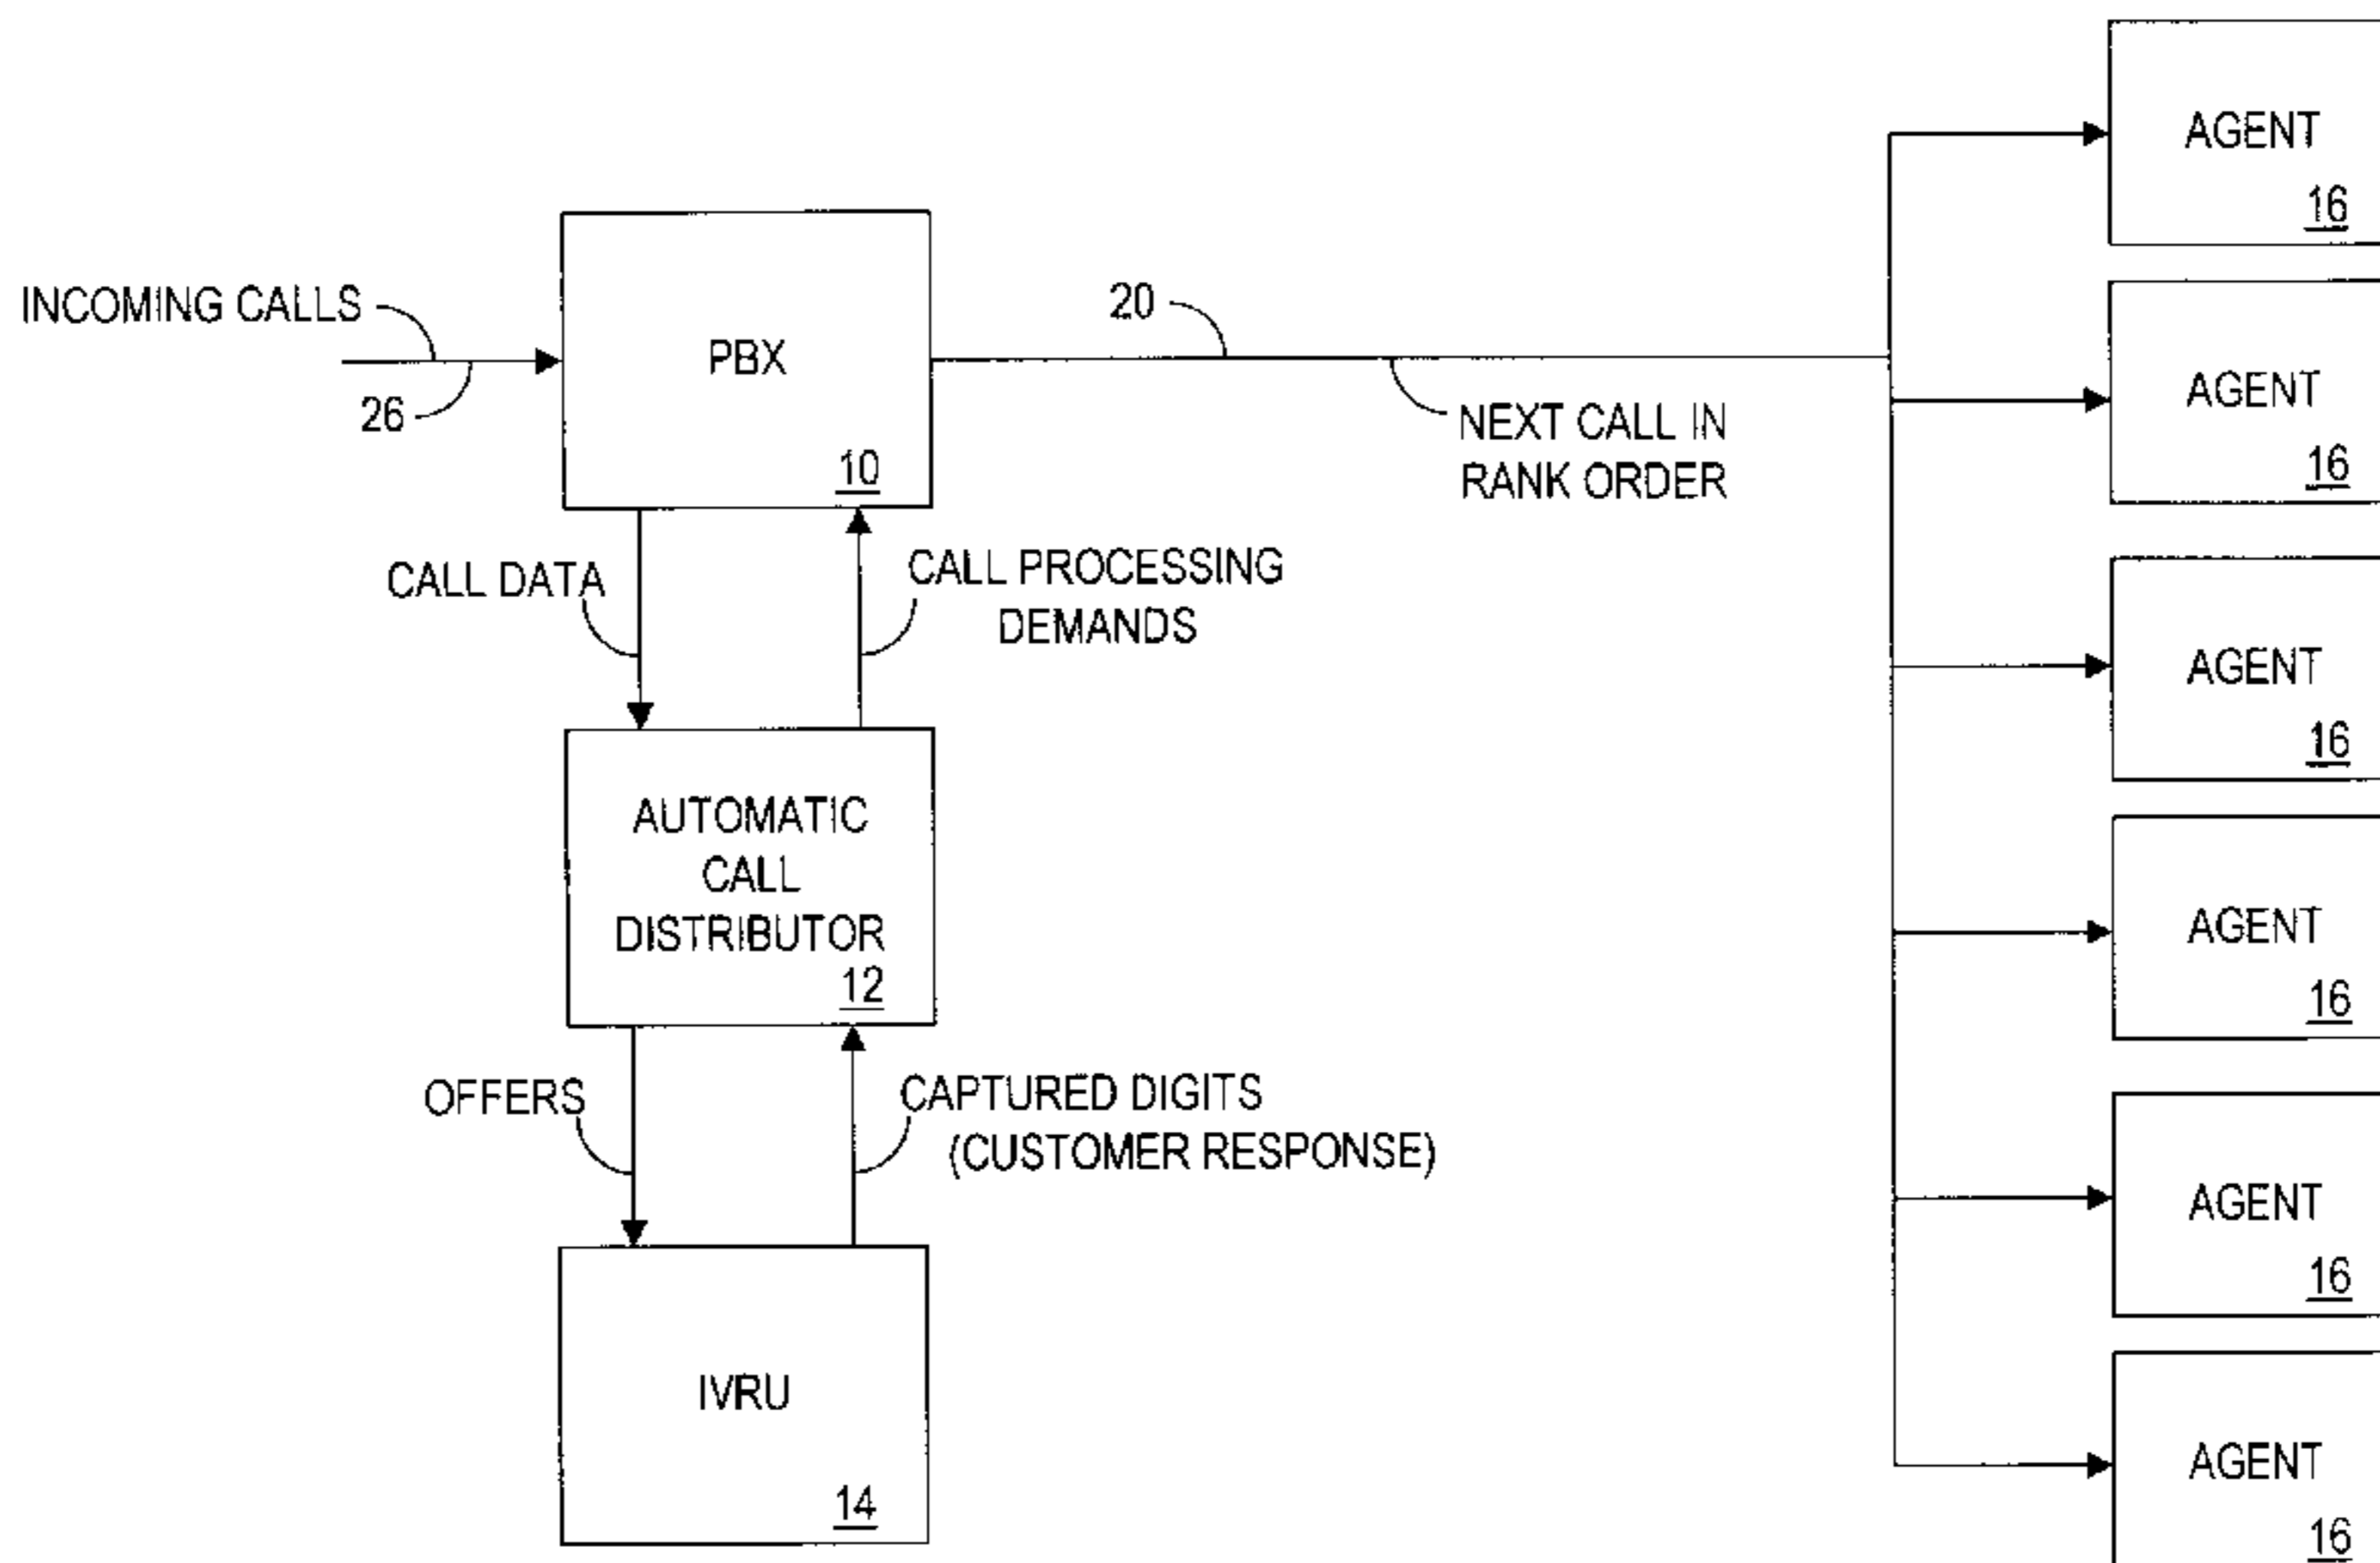 INCOMING CALLS
26
PBX
10
20
NEXT CALL IN
RANK ORDER
CALL DATA
CALL PROCESSING
DEMANDS
AUTOMATIC
CALL
DISTRIBUTOR
12
OFFERS
CAPTURED DIGITS
(CUSTOMER RESPONSE)
IVRU
14
AGENT
16
AGENT
16
AGENT
16
AGENT
16
AGENT
16
AGENT
16